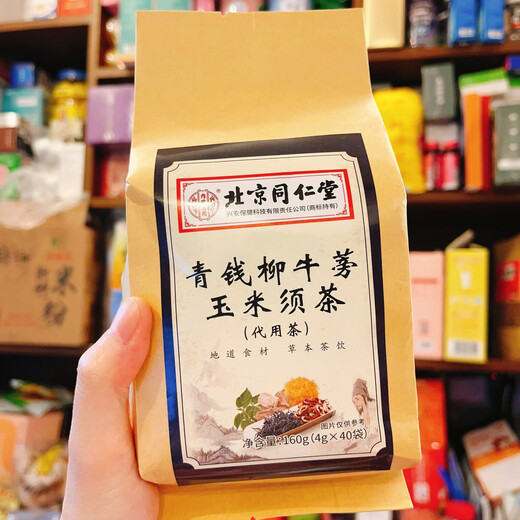 北京同仁堂
兴安保健科技有限责任公司(商标持有)
青钱柳牛蒡
玉米须茶
(代用茶)
地道食材 草本茶饮
图片仅供参考
净含量:160g(4g×40袋)
米粉